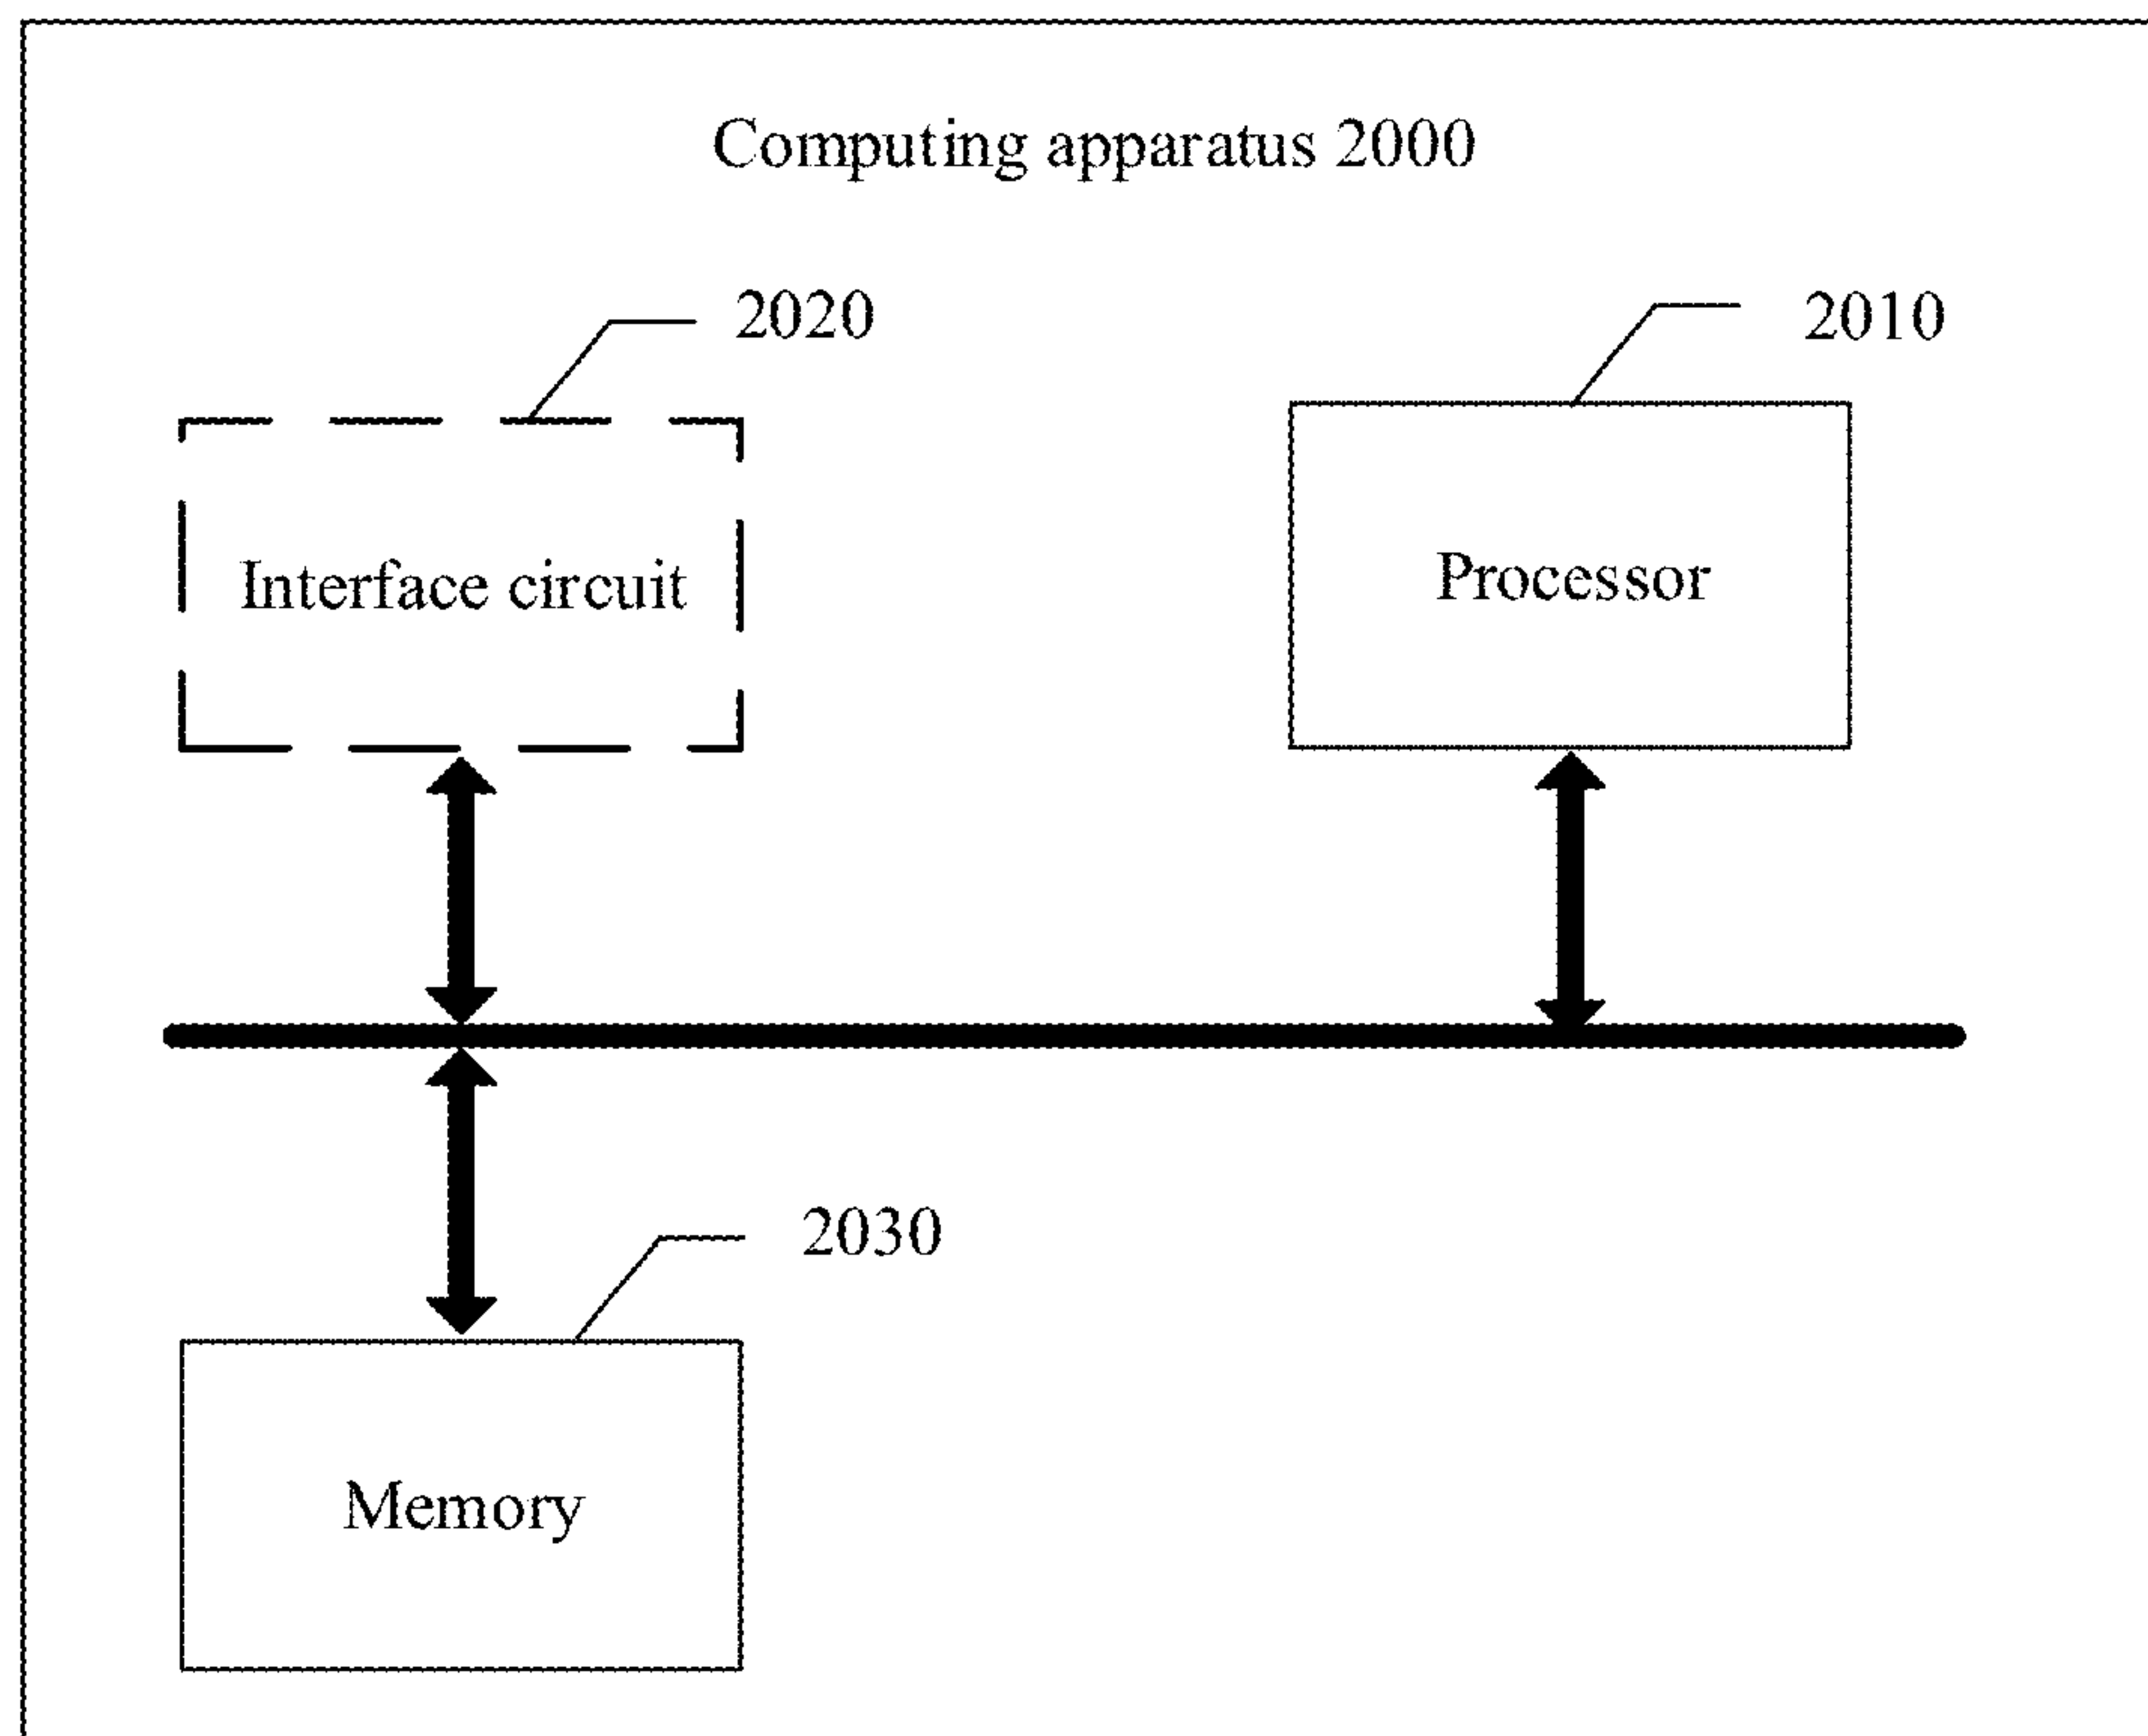 Computing apparatus 2000
2020
2010
Interface circuit
Processor
2030
Memory